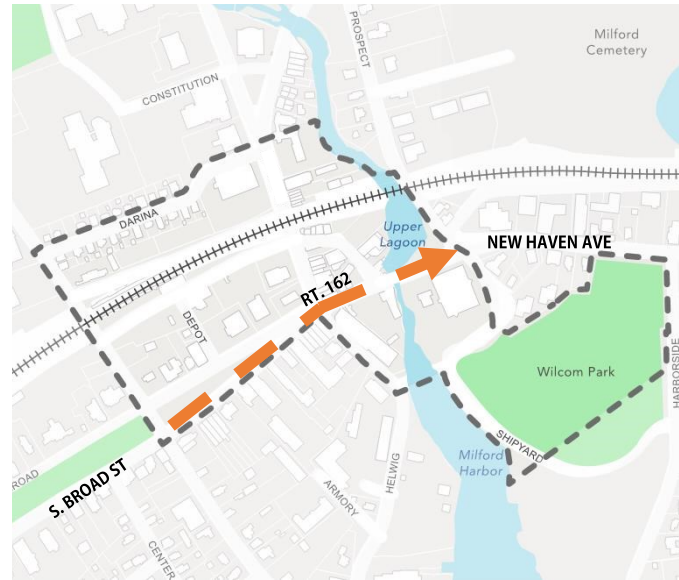 PROSPECT
Milford
Cemetery
CONSTITUTION
DARINA
Upper
Lagoon
NEW HAVEN AVE
RT. 162
DEPOT
Wilcom Park
HARBORSIDE
ROAD
S. BROAD ST
SHIPYARD
Milford
Harbor
HELWIG
ARMORY
CENTER